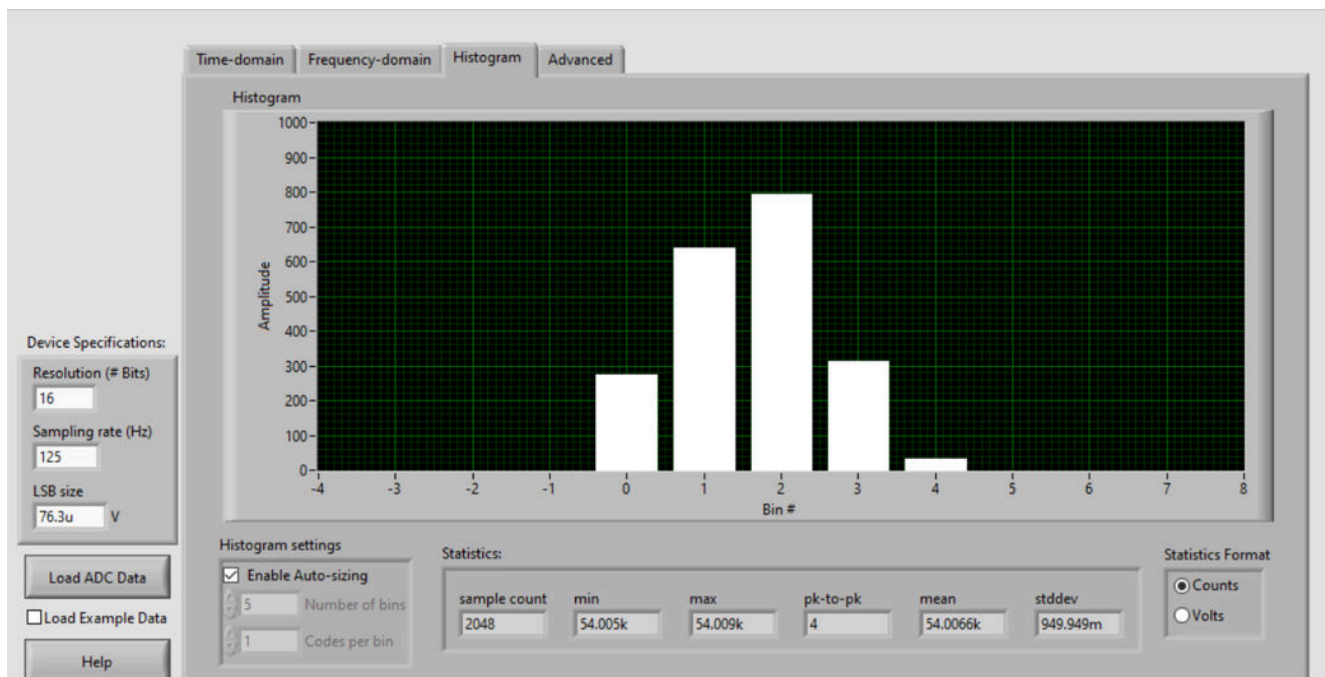 Time-domain Frequency-domain Histogram Advanced
Histogram
1000
900
800
700
600
500
400
300
200
100
0
Amplitude
-4 -3 -2 -1 0 1 2 3 4 5 6 7 8
Bin #
Device Specifications:
Resolution (# Bits)
16
Sampling rate (Hz)
125
LSB size
76.3u V
Load ADC Data
Load Example Data
Help
Histogram settings
Enable Auto-sizing
5 Number of bins
1 Codes per bin
Statistics:
sample count min max pk-to-pk mean stddev
2048 54.005k 54.009k 4 54.0066k 949.949m
Statistics Format
Counts
Volts